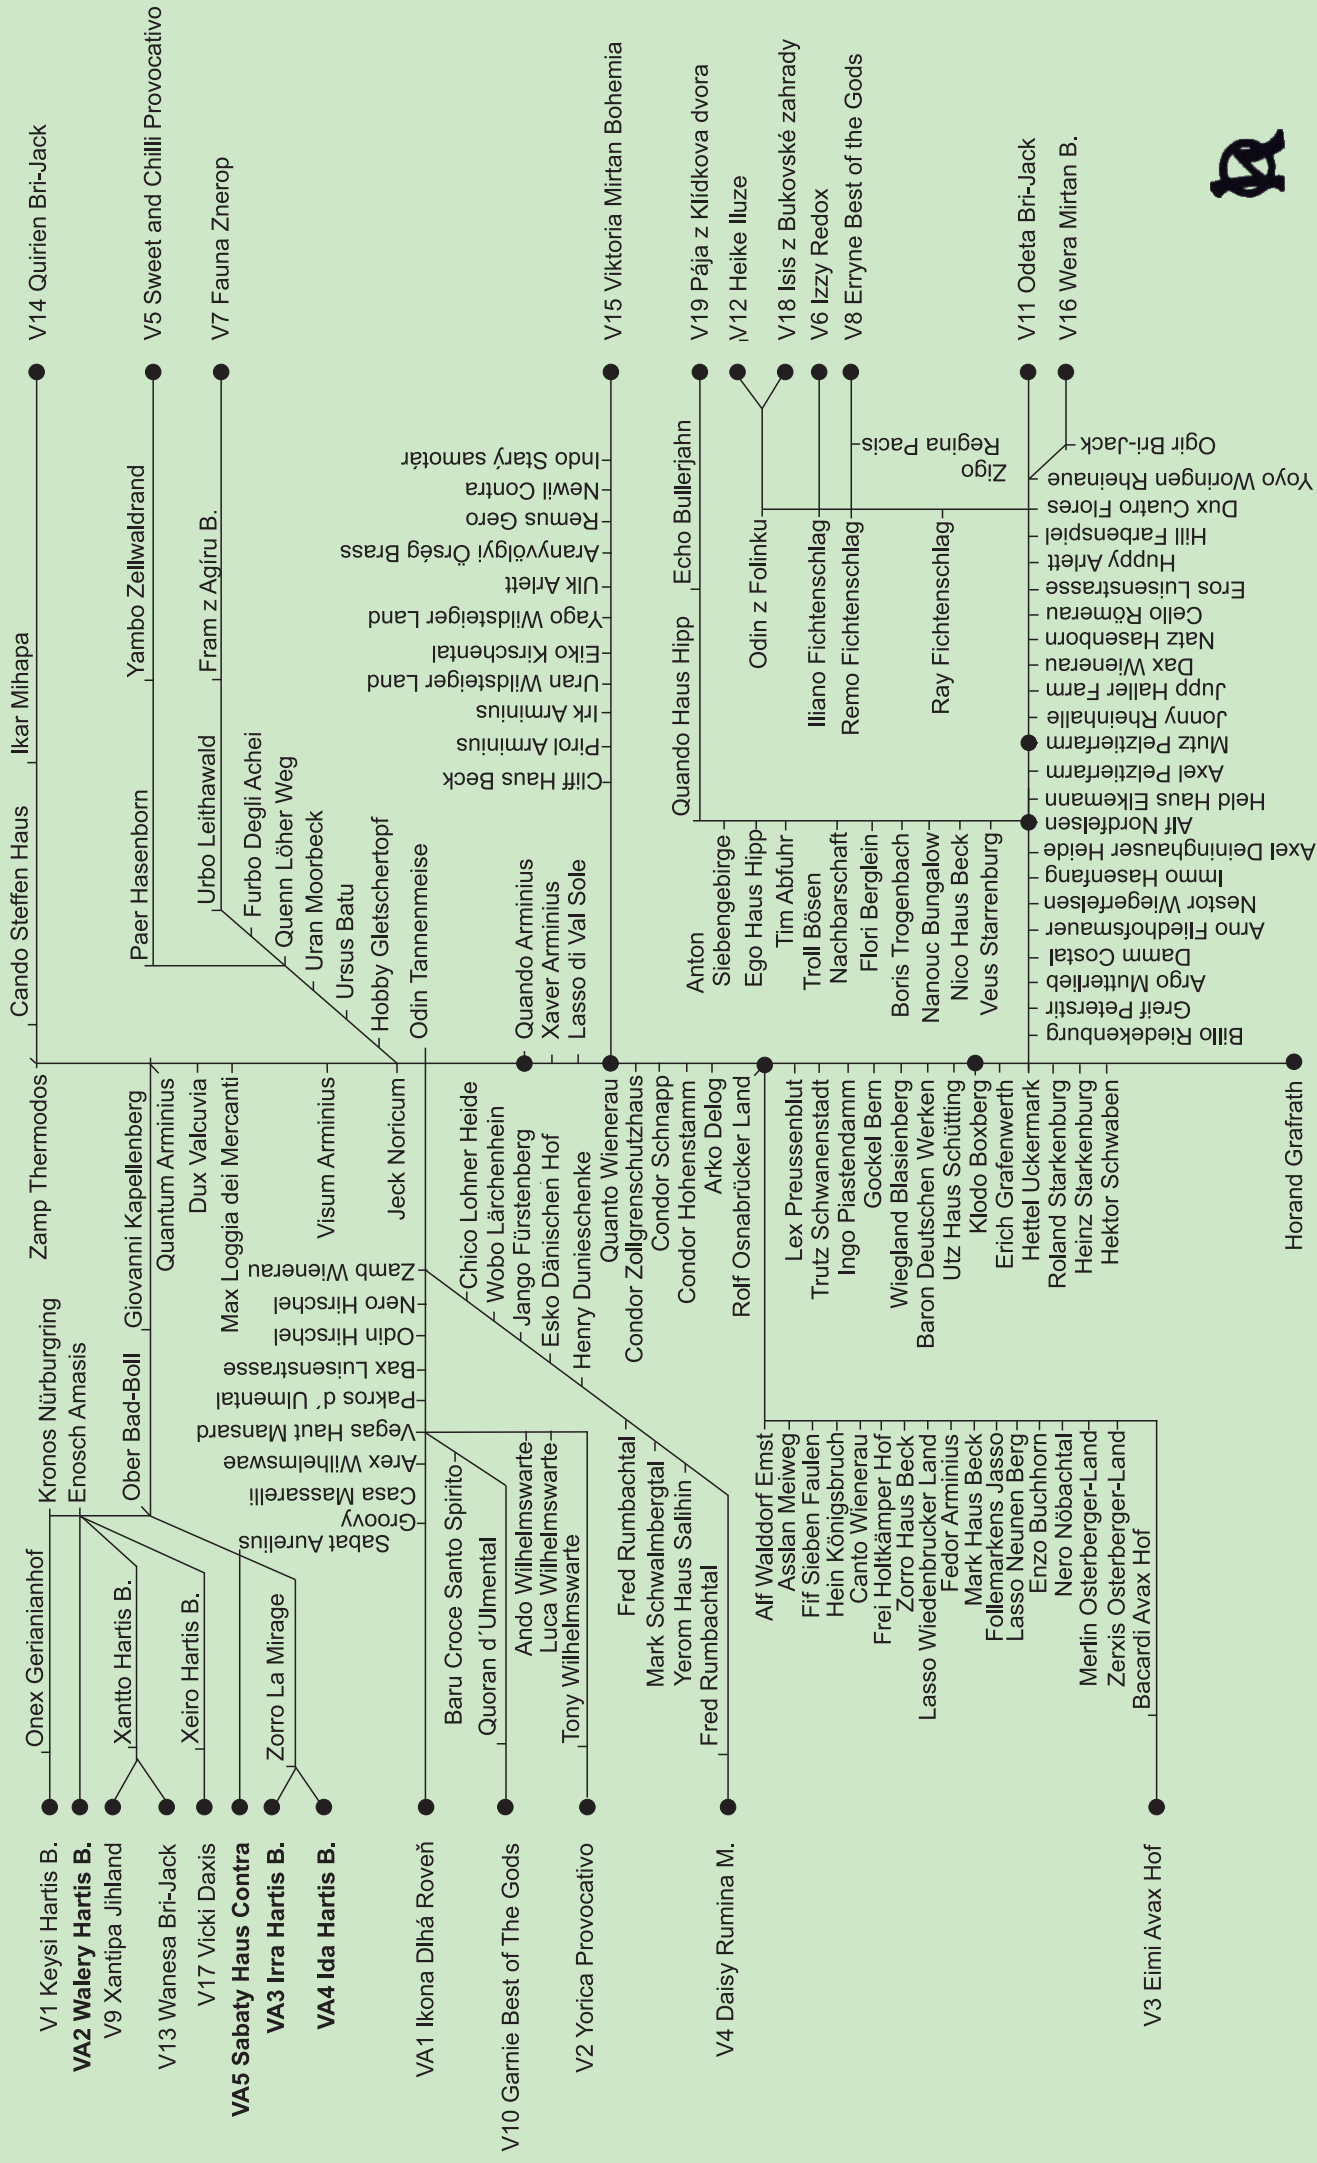 V14 Quirien Bri-Jack
V5 Sweet and Chilli Provocativo
V7 Fauna Znerop
V15 Viktoria Mirtan Bohemia
V19 Pája z Klídkova dvora
V12 Heike Iluze
V18 Isis z Bukovské zahrady
V6 Izzy Redox
V8 Erryne Best of the Gods
V11 Odeta Bri-Jack
V16 Wera Mirtan B.
Cando Steffen Haus
Ikar Mihapa
Paer Hasenborn
Yambo Zellwaldrand
Urbo Leithawald
Fram z Agíru B.
Furbo Degli Achei
Quenn Löher Weg
Uran Moorbeck
Ursus Batu
Hobby Gletschertopf
Odin Tannenmeise
Quando Arminius
Xaver Arminius
Lasso di Val Sole
Indo Starý samotár
Newil Contra
Remus Gero
Aranyvölgyi Örség Brass
Ulk Arlett
Yago Wildsteiger Land
Eiko Kirschental
Uran Wildsteiger Land
Irk Arminius
Pirol Arminius
Cliff Haus Beck
Quando Haus Hipp
Echo Bullerjahn
Odin z Folinku
Iliano Fichtenschlag
Remo Fichtenschlag
Ray Fichtenschlag
Zigo
Regina Pacis
Anton
Siebengebirge
Ego Haus Hipp
Tim Abfuhr
Troll Bösen
Nachbarschaft
Flori Berglein
Boris Trogenbach
Nanouc Bungalow
Nico Haus Beck
Veus Starrenburg
Ogir Bri-Jack
Yoyo Woringen Rheinaue
Dux Cuatro Flores
Hill Farbenspiel
Huppy Arlett
Eros Luisenstrasse
Cello Römerau
Natz Hasenborn
Dax Wienerau
Jupp Haller Farm
Jonny Rheinhalle
Mutz Pelztierfarm
Axel Pelztierfarm
Held Haus Elkemann
Alf Nordfelsen
Axel Deininghauser Heide
Immo Hasenfang
Nestor Wiegerfelsen
Arno Fliedhofsmauer
Damm Costal
Argo Mutterlieb
Greif Peterstir
Billo Riedekenburg
Zamp Thermodos
Giovanni Kapellenberg
Quantum Arminius
Dux Valcuvia
Max Loggia dei Mercanti
Visum Arminius
Jeck Noricum
Quanto Wienerau
Condor Zollgrenschutzhaus
Condor Schnapp
Condor Hohenstamm
Arko Delog
Rolf Osnabrücker Land
Lex Preussenblut
Trutz Schwanenstadt
Ingo Piastendamm
Gockel Bern
Wiegland Blasienberg
Baron Deutschen Werken
Utz Haus Schütting
Klodo Boxberg
Erich Grafenwerth
Hettel Uckermark
Roland Starkenburg
Heinz Starkenburg
Hektor Schwaben
Horand Grafrath
Kronos Nürburgring
Enosch Amasis
Ober Bad-Boll
Zamb Wienerau
Nero Hirschel
Odin Hirschel
Bax Luisenstrasse
Pakros d´ Ulmental
Vegas Haut Mansard
Arex Wilhelmswae
Casa Massarelli
Groovy
Sabat Aurelius
Chico Lohner Heide
Wobo Lärchenhein
Jango Fürstenberg
Esko Dänischen Hof
Henry Dunieschenke
Fred Rumbachtal
Mark Schwalmbergtal
Yerom Haus Salihin
Fred Rumbachtal
Baru Croce Santo Spirito
Quoran d´Ulmental
Ando Wilhelmswarte
Luca Wilhelmswarte
Tony Wilhelmswarte
Onex Gerianianhof
Xantto Hartis B.
Xeiro Hartis B.
Zorro La Mirage
Alf Walddorf Emst
Asslan Meiweg
Fif Sieben Faulen
Hein Königsbruch
Canto Wienerau
Frei Holtkämper Hof
Zorro Haus Beck
Lasso Wiedenbrucker Land
Fedor Arminius
Mark Haus Beck
Follemarkens Jasso
Lasso Neunen Berg
Enzo Buchhorn
Nero Nöbachtal
Merlin Osterberger-Land
Zerxis Osterberger-Land
Bacardi Avax Hof
V1 Keysi Hartis B.
VA2 Walery Hartis B.
V9 Xantipa Jihland
V13 Wanesa Bri-Jack
V17 Vicki Daxis
VA5 Sabaty Haus Contra
VA3 Irra Hartis B.
VA4 Ida Hartis B.
VA1 Ikona Dlhá Roveň
V10 Garnie Best of The Gods
V2 Yorica Provocativo
V4 Daisy Rumina M.
V3 Eimi Avax Hof